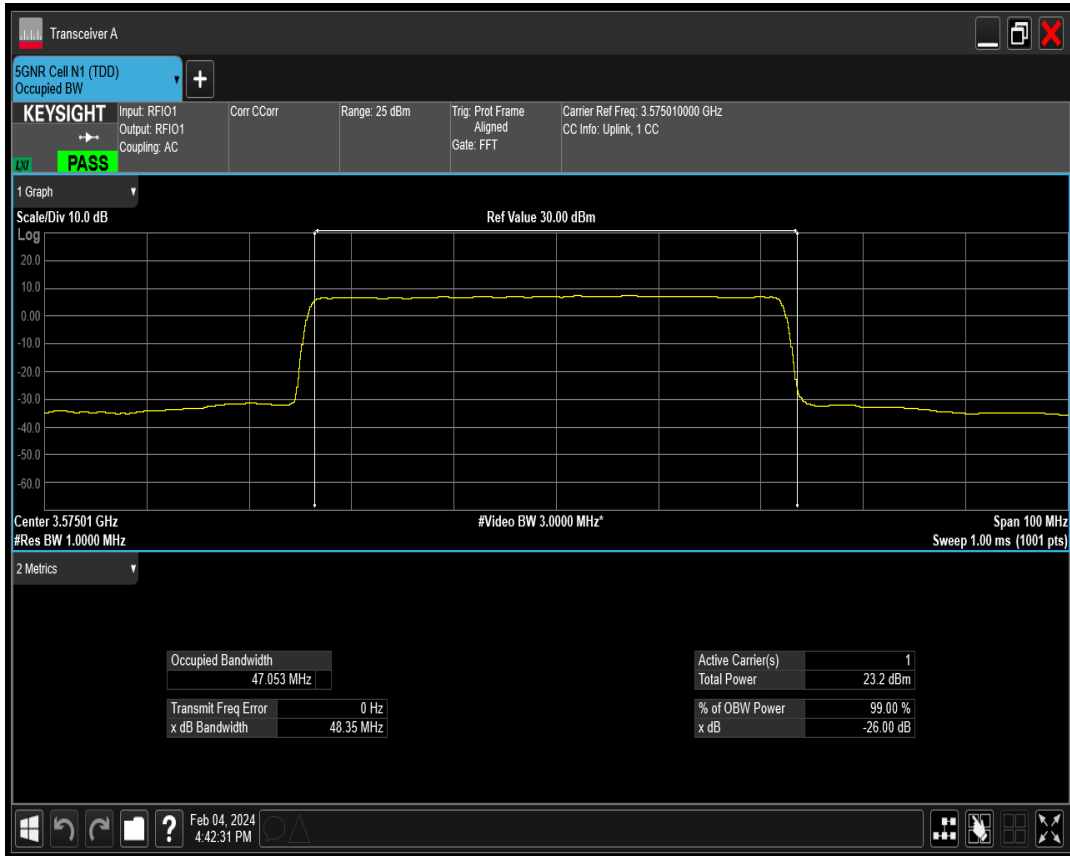 Transceiver A
5GNR Cell N1 (TDD)
Occupied BW
+
KEYSIGHT
LXI
PASS
Input: RFIO1
Output: RFIO1
Coupling: AC
Corr CCorr
Range: 25 dBm
Trig: Prot Frame
Aligned
Gate: FFT
Carrier Ref Freq: 3.575010000 GHz
CC Info: Uplink, 1 CC
1 Graph
Scale/Div 10.0 dB
Ref Value 30.00 dBm
Log
20.0
10.0
0.00
-10.0
-20.0
-30.0
-40.0
-50.0
-60.0
Center 3.57501 GHz
#Video BW 3.0000 MHz*
Span 100 MHz
#Res BW 1.0000 MHz
Sweep 1.00 ms (1001 pts)
2 Metrics
Occupied Bandwidth
47.053 MHz
Transmit Freq Error 0 Hz
x dB Bandwidth 48.35 MHz
Active Carrier(s) 1
Total Power 23.2 dBm
% of OBW Power 99.00 %
x dB -26.00 dB
?
Feb 04, 2024
4:42:31 PM